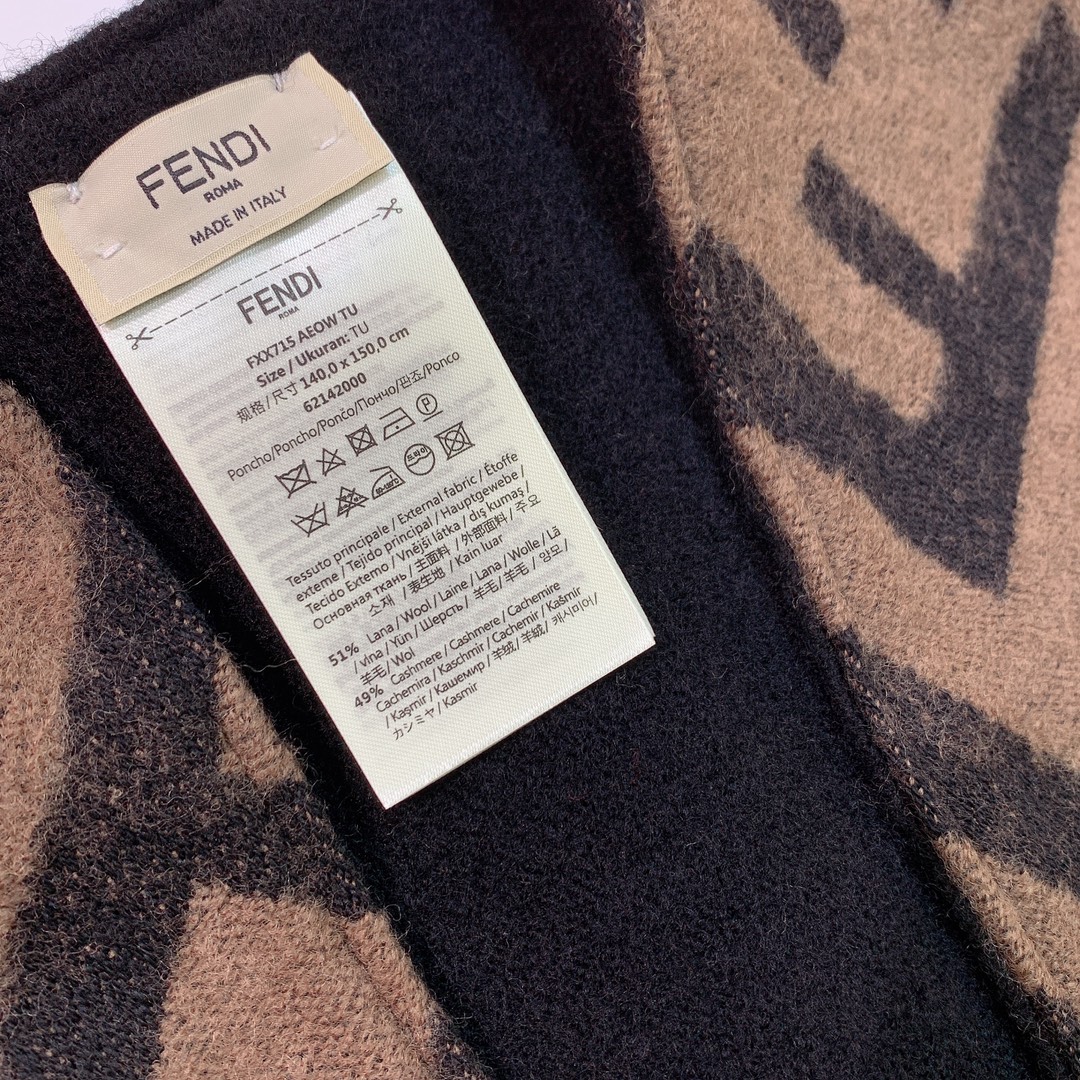 FENDI
ROMA
MADE IN ITALY
FENDI
ROMA
FXX715 AEOW TU
Size / Ukuran: TU
规格/尺寸 140,0 x 150,0 cm
62142000
Poncho/Poncho/Pončo/Пончо/판쵸/Ponco
드라이
Tessuto principale / External fabric / Étoffe
externe / Tejido principal / Hauptgewebe /
Tecido Externo / Vnější látka / dış kumaş /
Основная ткань / 主面料 / 外部面料 / 주요
소재 / 表生地 / Kain luar
51% Lana / Wool / Laine / Lana / Wolle / Lã
/ vlna / Yün / Шерсть / 羊毛 / 羊毛 / 양모 /
羊毛/ Wol
49% Cashmere / Cashmere / Cachemire
Cachemira / Kaschmir / Cachemir / Kašmír
/ Kaşmir / Кашемир / 羊绒/ 羊絨/ 캐시미어/
カシミヤ / Kasmir